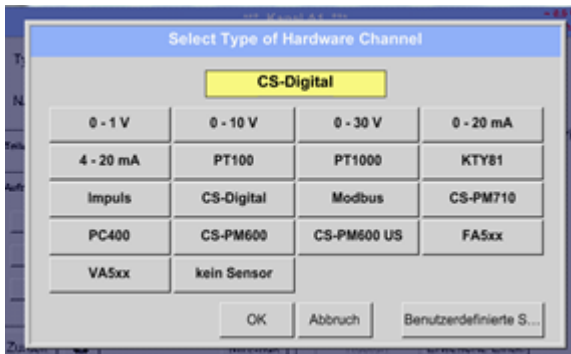 *** Kanal A1 ***
Select Type of Hardware Channel
CS-Digital
0 - 1 V
0 - 10 V
0 - 30 V
0 - 20 mA
4 - 20 mA
PT100
PT1000
KTY81
Impuls
CS-Digital
Modbus
CS-PM710
PC400
CS-PM600
CS-PM600 US
FA5xx
VA5xx
kein Sensor
OK
Abbruch
Benutzerdefinierte S...